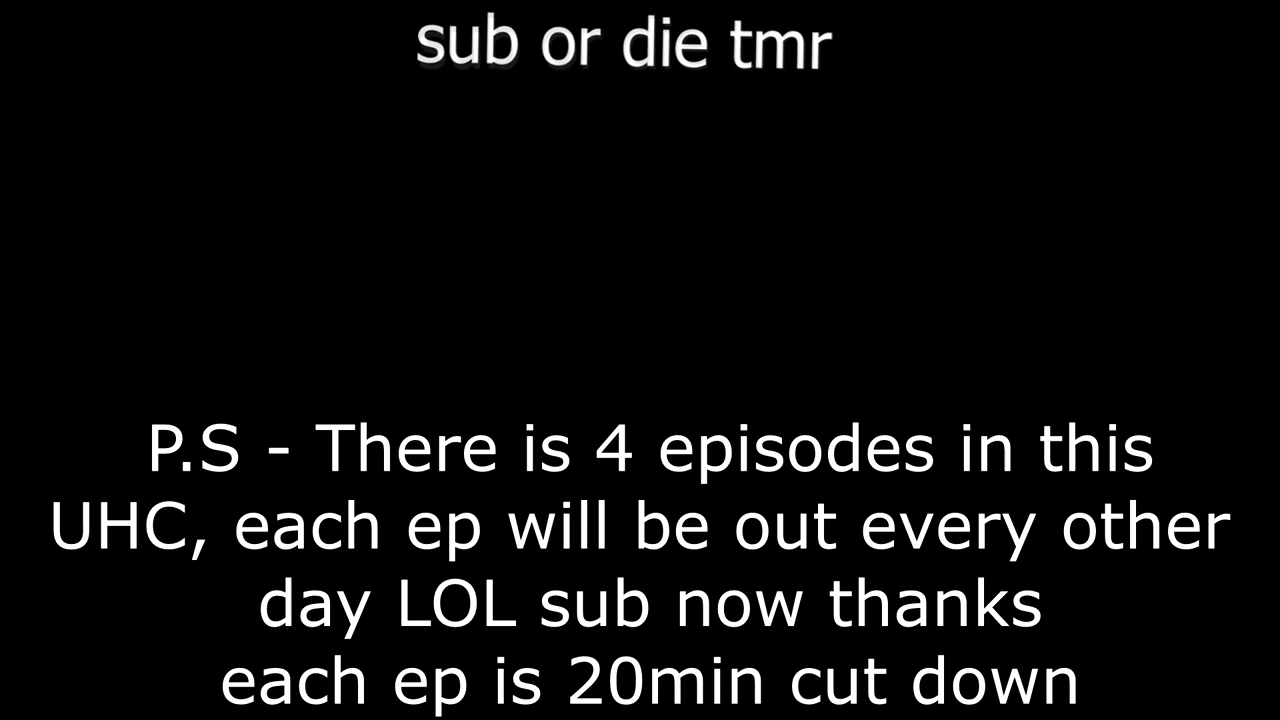 sub or die tmr
P.S - There is 4 episodes in this
UHC, each ep will be out every other
day LOL sub now thanks
each ep is 20min cut down